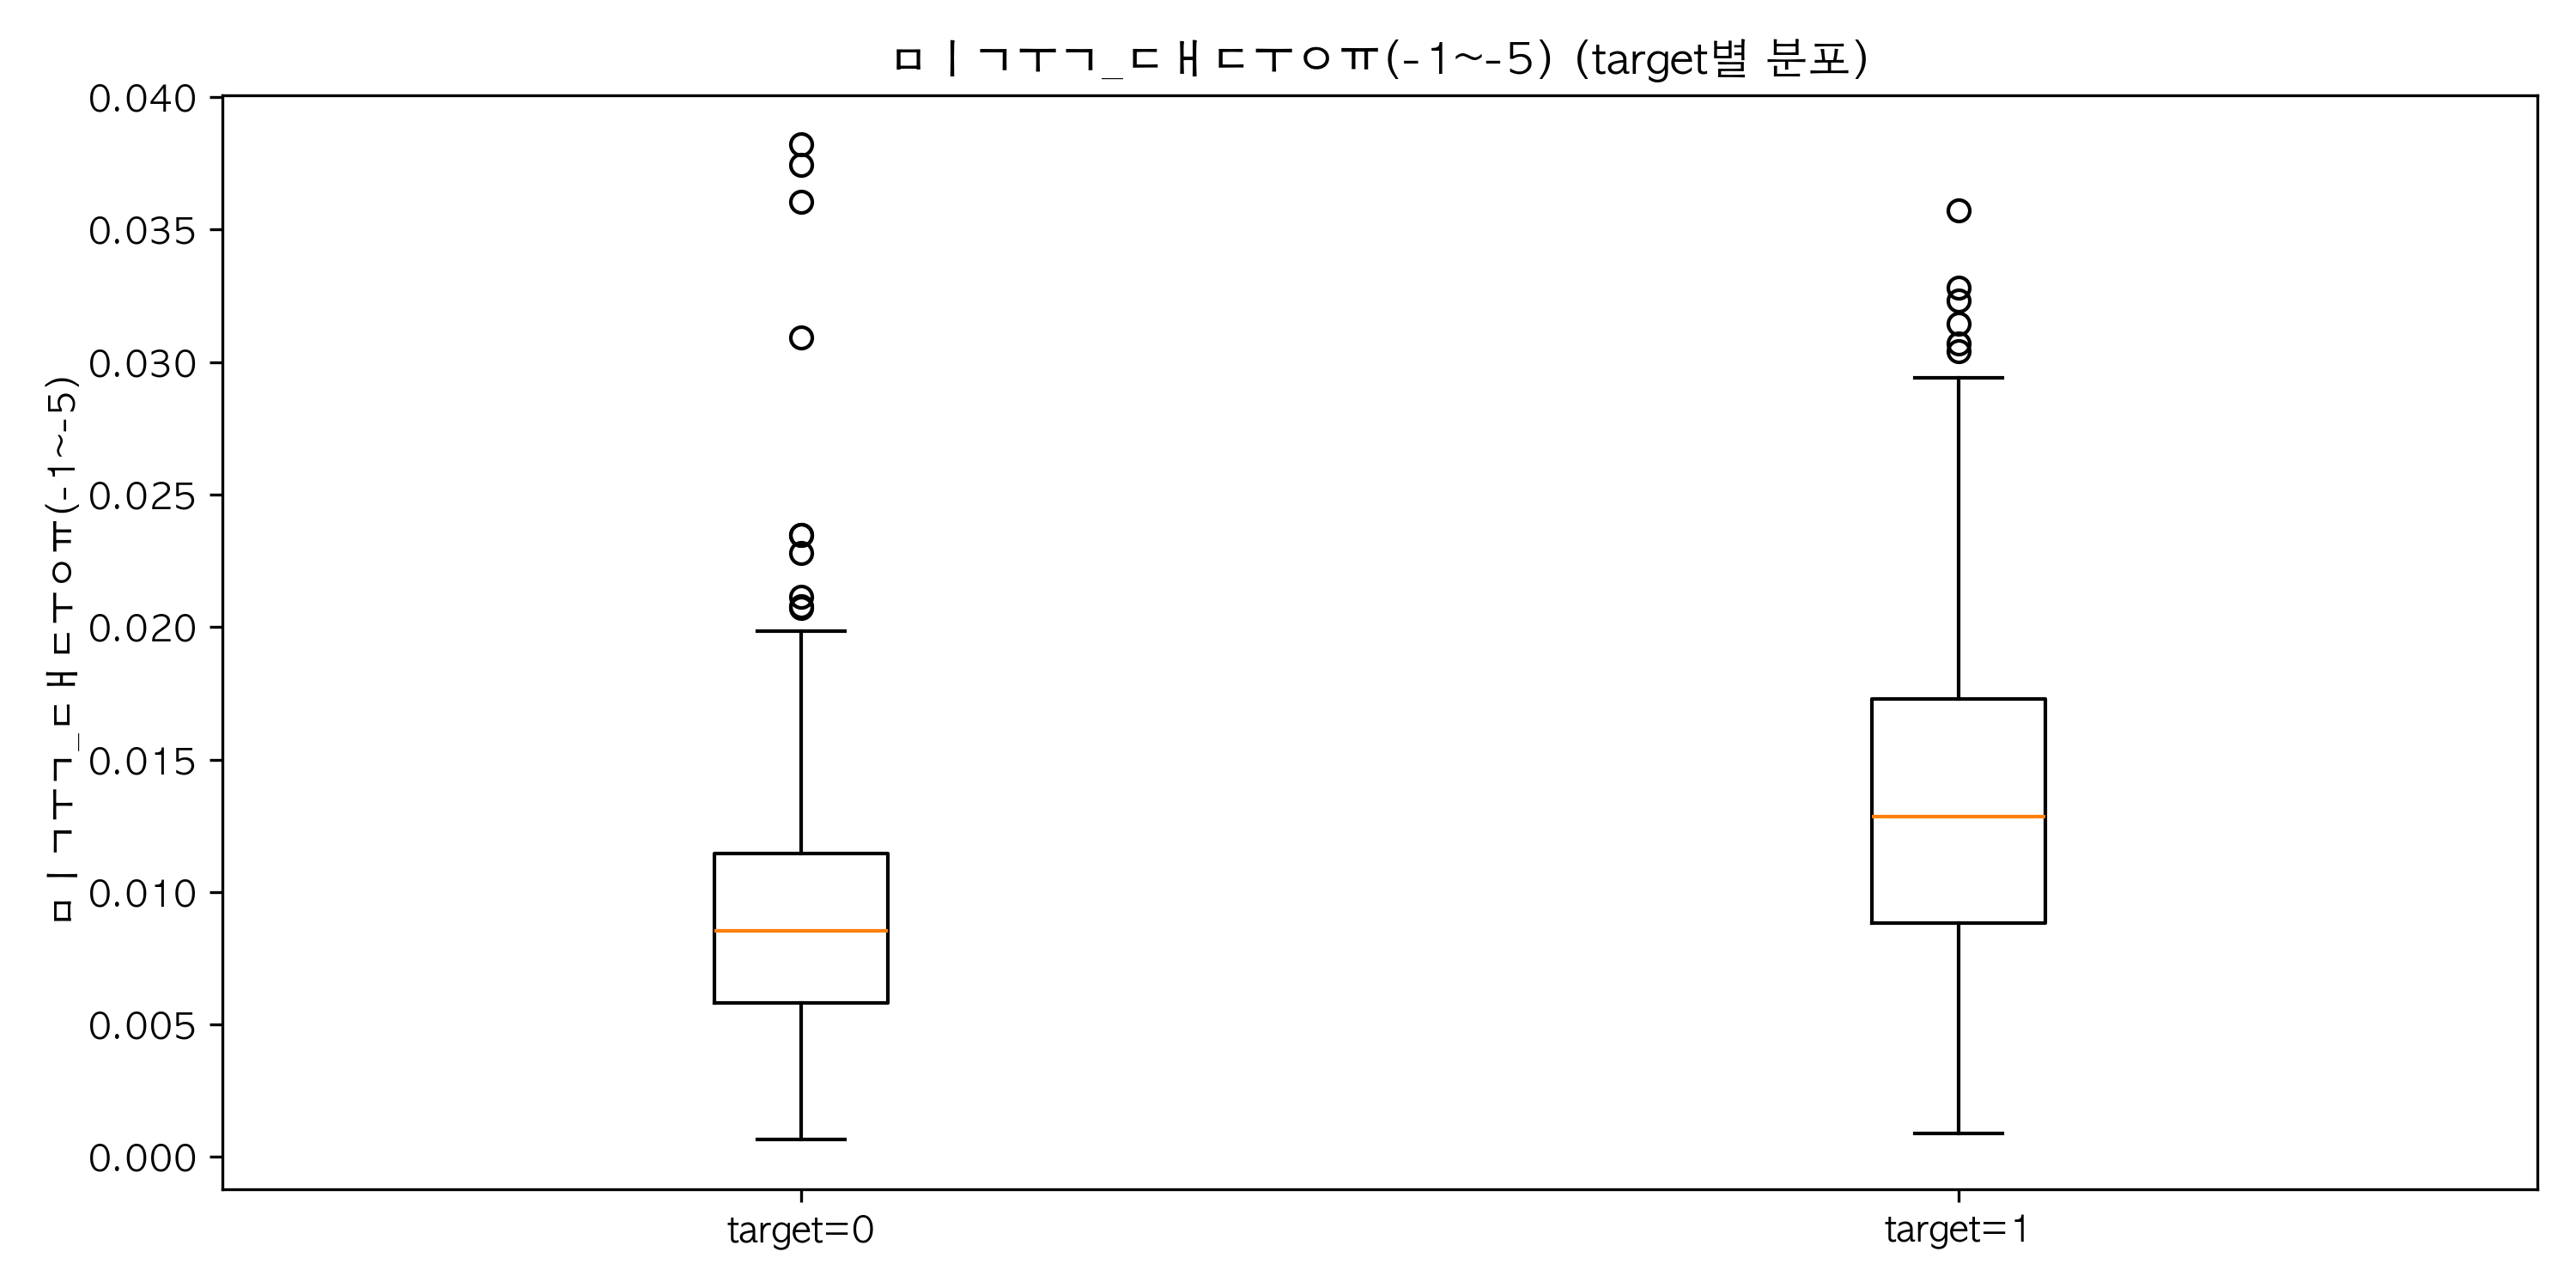 ㅁㅣㄱㅜㄱ_ㄷㅐㄷㅜㅇㅠ(-1~-5) (target별 분포)
0.040
0.035
0.030
0.025
0.020
0.015
0.010
0.005
0.000
ㅁㅣㄱㅜㄱ_ㄷㅐㄷㅜㅇㅠ(-1~-5)
target=0
target=1